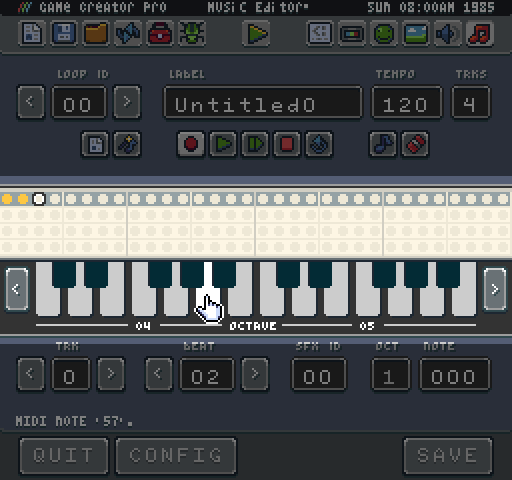 GAME CREATOR PRO MUSIC Editor* SUN 08:00AM 1985
LOOP ID LABEL TEMPO TRKS
< 00 > Untitled0 120 4
< >
04 OCTAVE 05
TRK BEAT SFX ID OCT NOTE
< 0 > < 02 > 00 1 000
MIDI NOTE '57'.
QUIT CONFIG SAVE